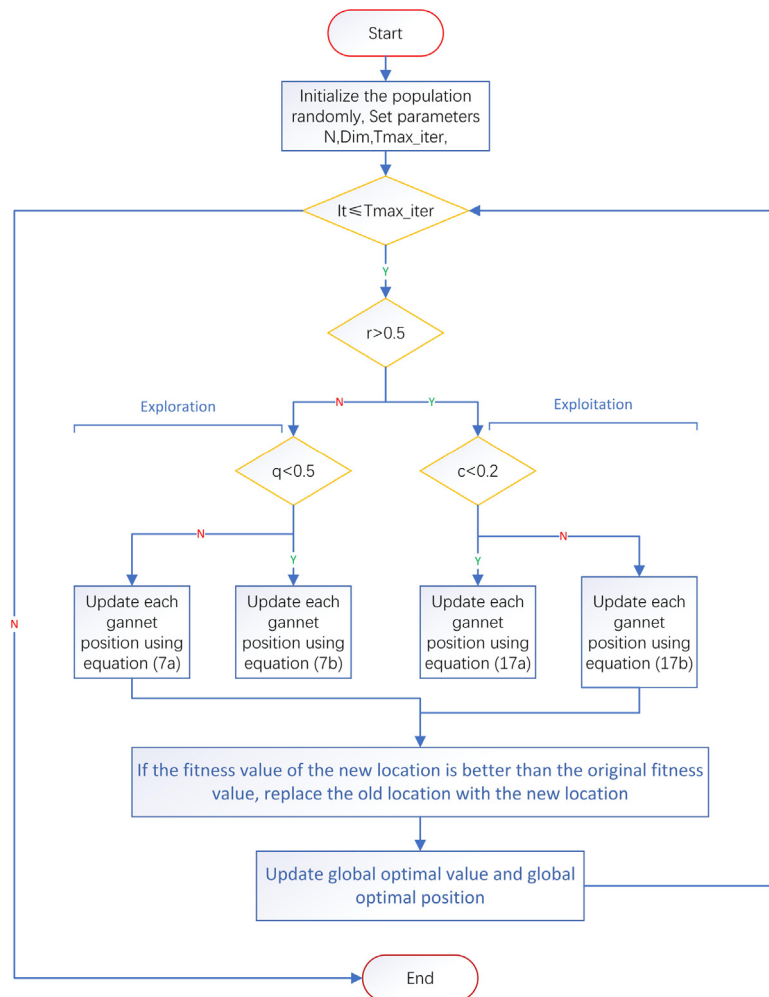 Start
Initialize the population
randomly, Set parameters
N,Dim,Tmax_iter,
It≤Tmax_iter
Y
r>0.5
N
Y
Exploration
Exploitation
q<0.5
c<0.2
N
Y
Y
N
Update each
gannet
position using
equation (7a)
Update each
gannet
position using
equation (7b)
Update each
gannet
position using
equation (17a)
Update each
gannet
position using
equation (17b)
N
If the fitness value of the new location is better than the original fitness
value, replace the old location with the new location
Update global optimal value and global
optimal position
End